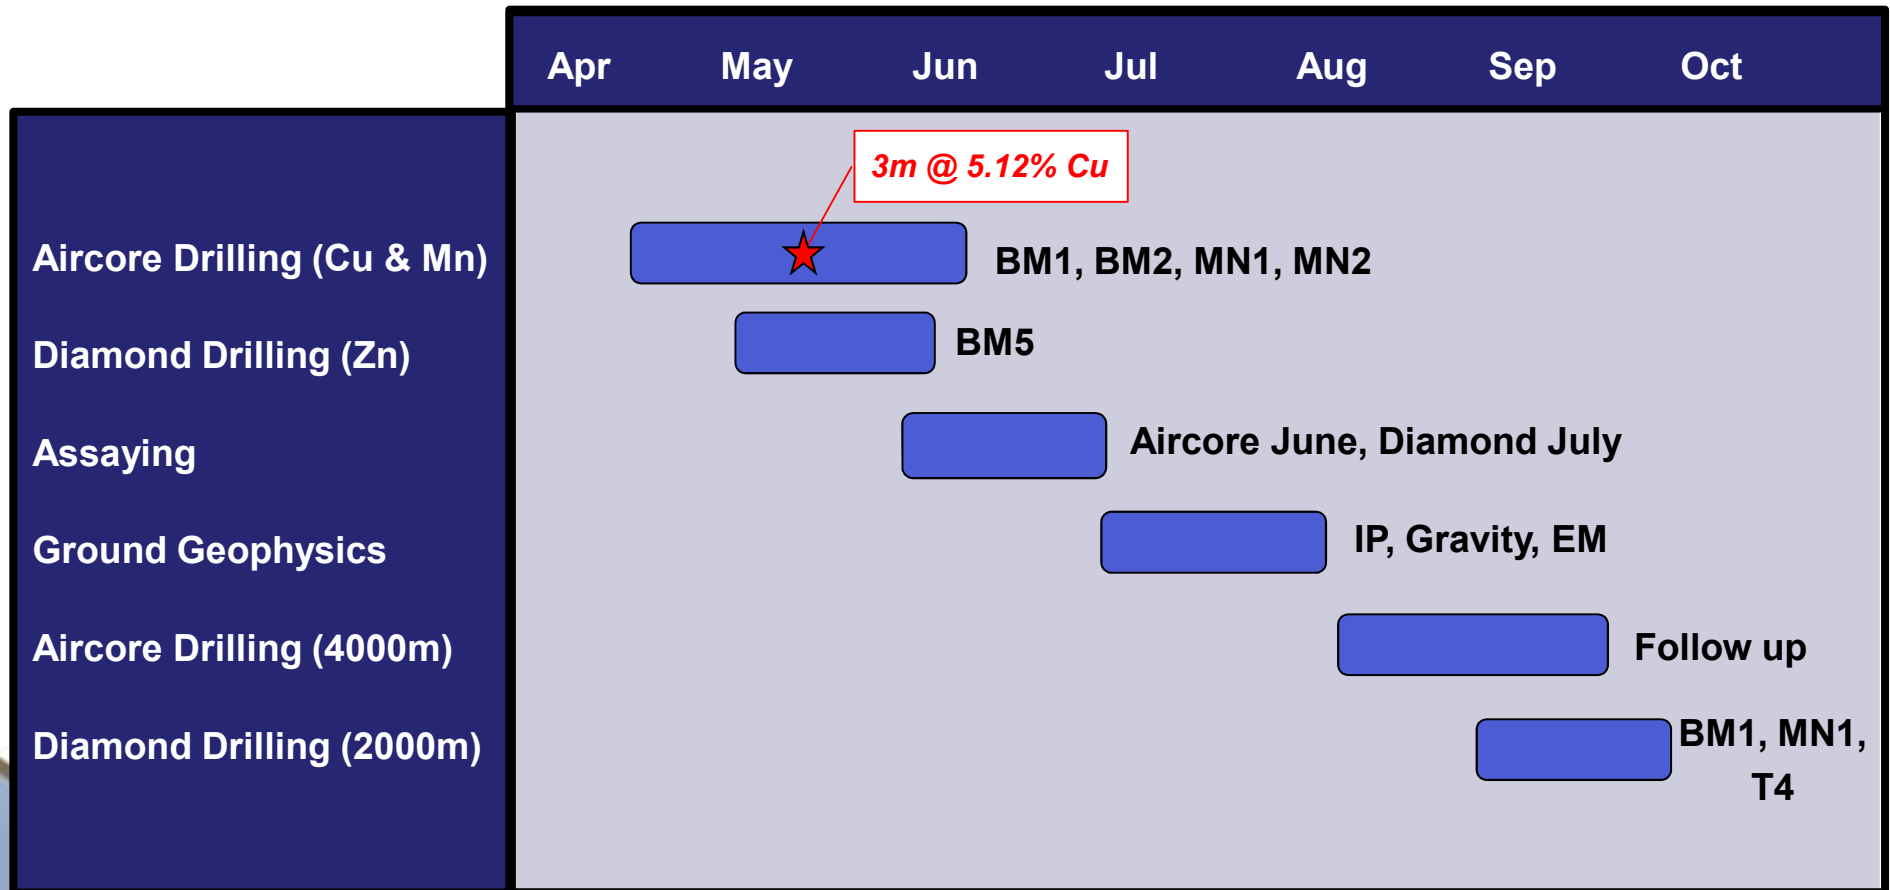 Apr May Jun Jul Aug Sep Oct
3m @ 5.12% Cu
Aircore Drilling (Cu & Mn)
BM1, BM2, MN1, MN2
Diamond Drilling (Zn)
BM5
Assaying
Aircore June, Diamond July
Ground Geophysics
IP, Gravity, EM
Aircore Drilling (4000m)
Follow up
Diamond Drilling (2000m)
BM1, MN1,
T4